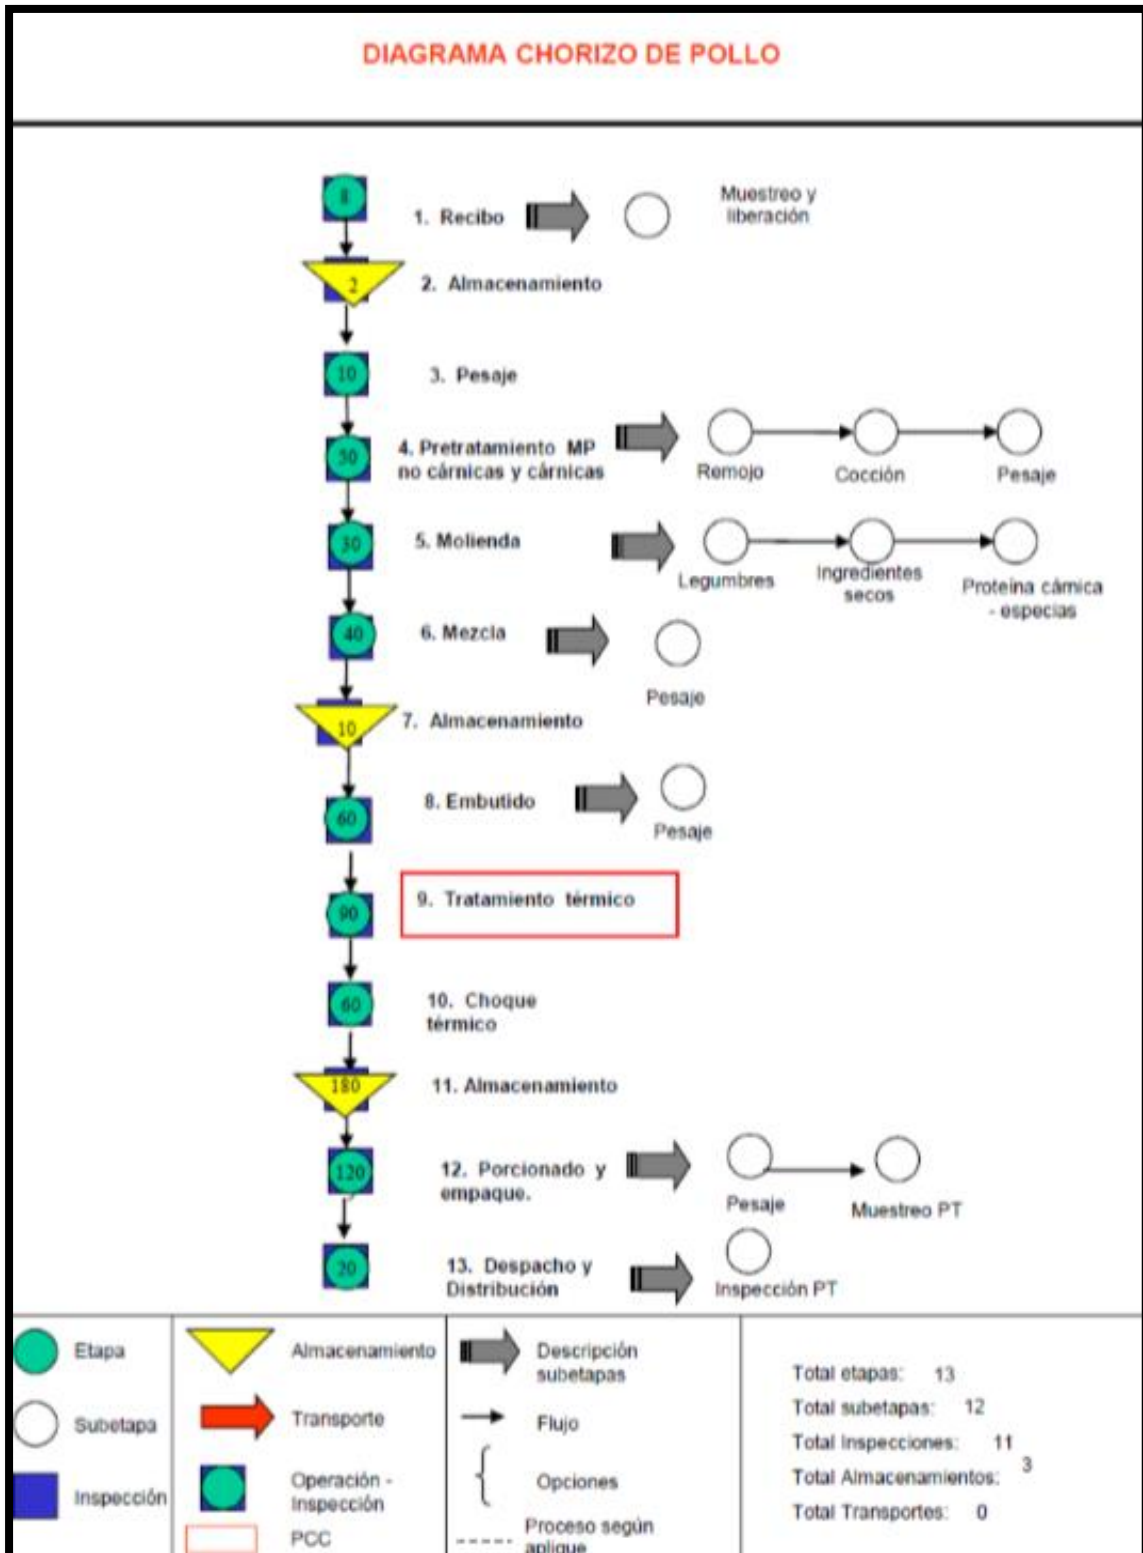 DIAGRAMA CHORIZO DE POLLO
8
1. Recibo
Muestreo y
liberación
2
2. Almacenamiento
10
3. Pesaje
4. Pretratamiento MP
no cárnicas y cárnicas
Remojo
Cocción
Pesaje
30
5. Molienda
Legumbres
Ingredientes
secos
Proteína cárnica
- especias
40
6. Mezcla
Pesaje
10
7. Almacenamiento
60
8. Embutido
Pesaje
90
9. Tratamiento térmico
60
10. Choque
térmico
180
11. Almacenamiento
120
12. Porcionado y
empaque.
Pesaje
Muestreo PT
20
13. Despacho y
Distribución
Inspección PT
Etapa
Subetapa
Inspección
Almacenamiento
Transporte
Operación -
Inspección
PCC
Descripción
subetapas
Flujo
Opciones
Proceso según
aplique
Total etapas: 13
Total subetapas: 12
Total Inspecciones: 11
Total Almacenamientos: 3
Total Transportes: 0